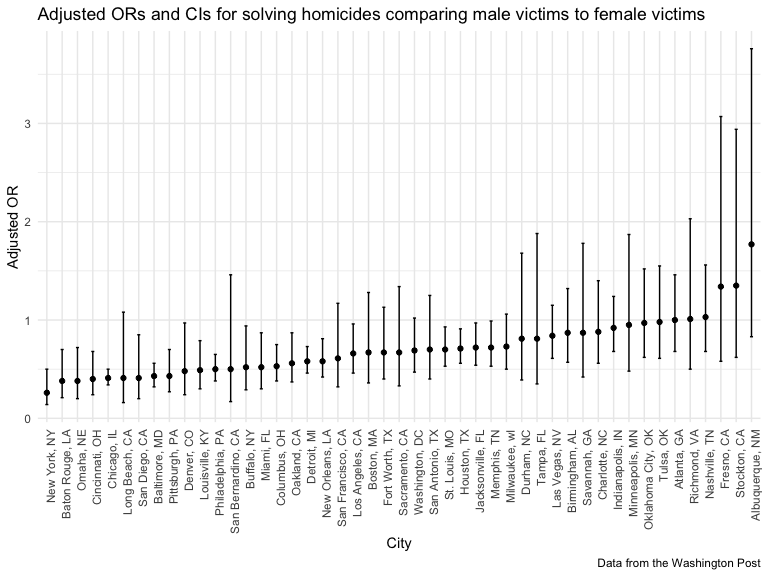 Adjusted ORs and CIs for solving homicides comparing male victims to female victims
Adjusted OR
3
2
1
0
New York, NY
Baton Rouge, LA
Omaha, NE
Cincinnati, OH
Chicago, IL
Long Beach, CA
San Diego, CA
Baltimore, MD
Pittsburgh, PA
Denver, CO
Louisville, KY
Philadelphia, PA
San Bernardino, CA
Buffalo, NY
Miami, FL
Columbus, OH
Oakland, CA
Detroit, MI
New Orleans, LA
San Francisco, CA
Los Angeles, CA
Boston, MA
Fort Worth, TX
Sacramento, CA
Washington, DC
San Antonio, TX
St. Louis, MO
Houston, TX
Jacksonville, FL
Memphis, TN
Milwaukee, wI
Durham, NC
Tampa, FL
Las Vegas, NV
Birmingham, AL
Savannah, GA
Charlotte, NC
Indianapolis, IN
Minneapolis, MN
Oklahoma City, OK
Tulsa, OK
Atlanta, GA
Richmond, VA
Nashville, TN
Fresno, CA
Stockton, CA
Albuquerque, NM
City
Data from the Washington Post